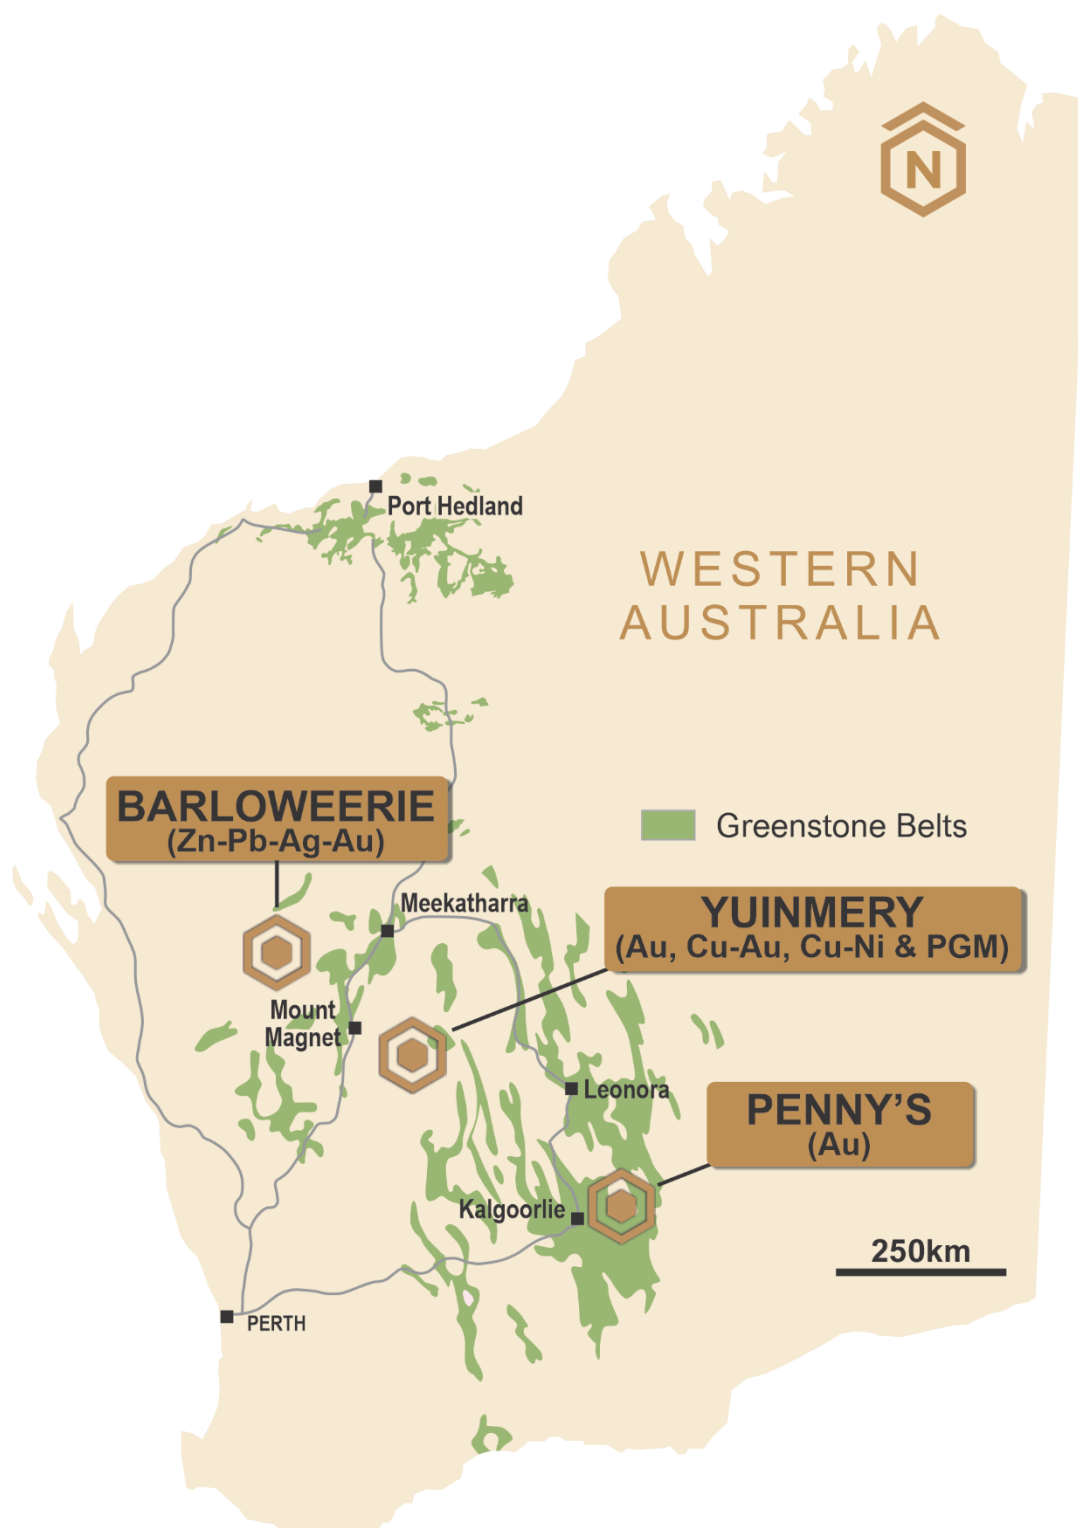 N
Port Hedland
WESTERN
AUSTRALIA
BARLOWEERIE
(Zn-Pb-Ag-Au)
Greenstone Belts
Meekatharra
YUINMERY
(Au, Cu-Au, Cu-Ni & PGM)
Mount
Magnet
Leonora
PENNY’S
(Au)
Kalgoorlie
250km
PERTH